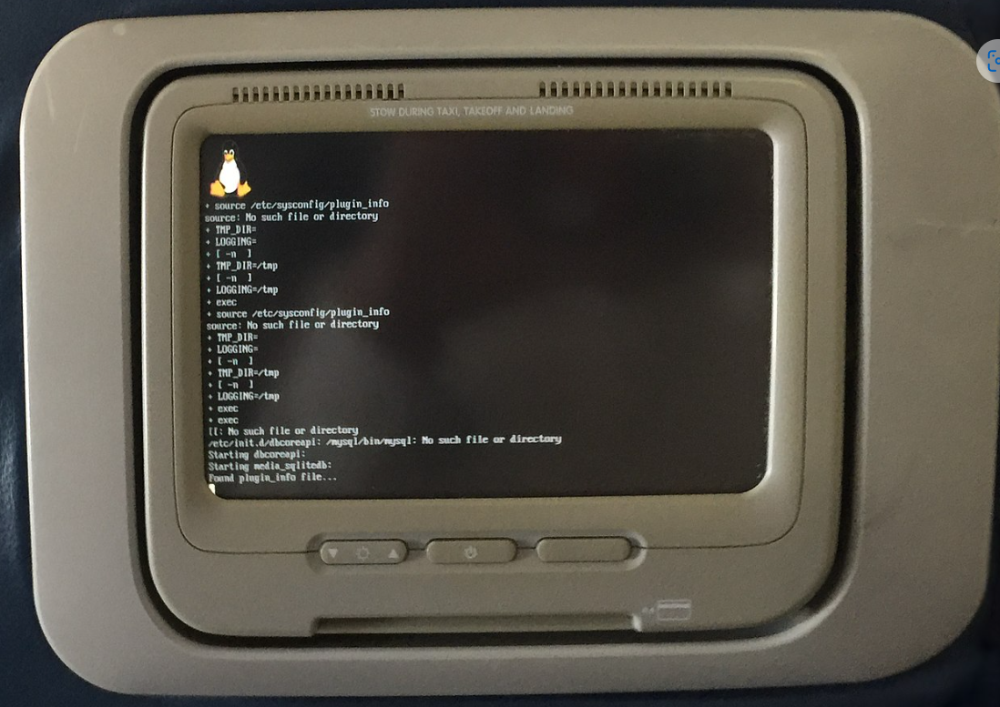 STOW DURING TAXI, TAKEOFF AND LANDING
+ source /etc/sysconfig/plugin_info
source: No such file or directory
+ TMP_DIR=
+ LOGGING=
+ [ -n  ]
+ TMP_DIR=/tmp
+ [ -n  ]
+ LOGGING=/tmp
+ exec
+ source /etc/sysconfig/plugin_info
source: No such file or directory
+ TMP_DIR=
+ LOGGING=
+ [ -n  ]
+ TMP_DIR=/tmp
+ [ -n  ]
+ LOGGING=/tmp
+ exec
+ exec
[[: No such file or directory
/etc/init.d/dbcoreapi: /mysql/bin/mysql: No such file or directory
Starting dbcoreapi:
Starting media_sqlitedb:
Found plugin_info file...